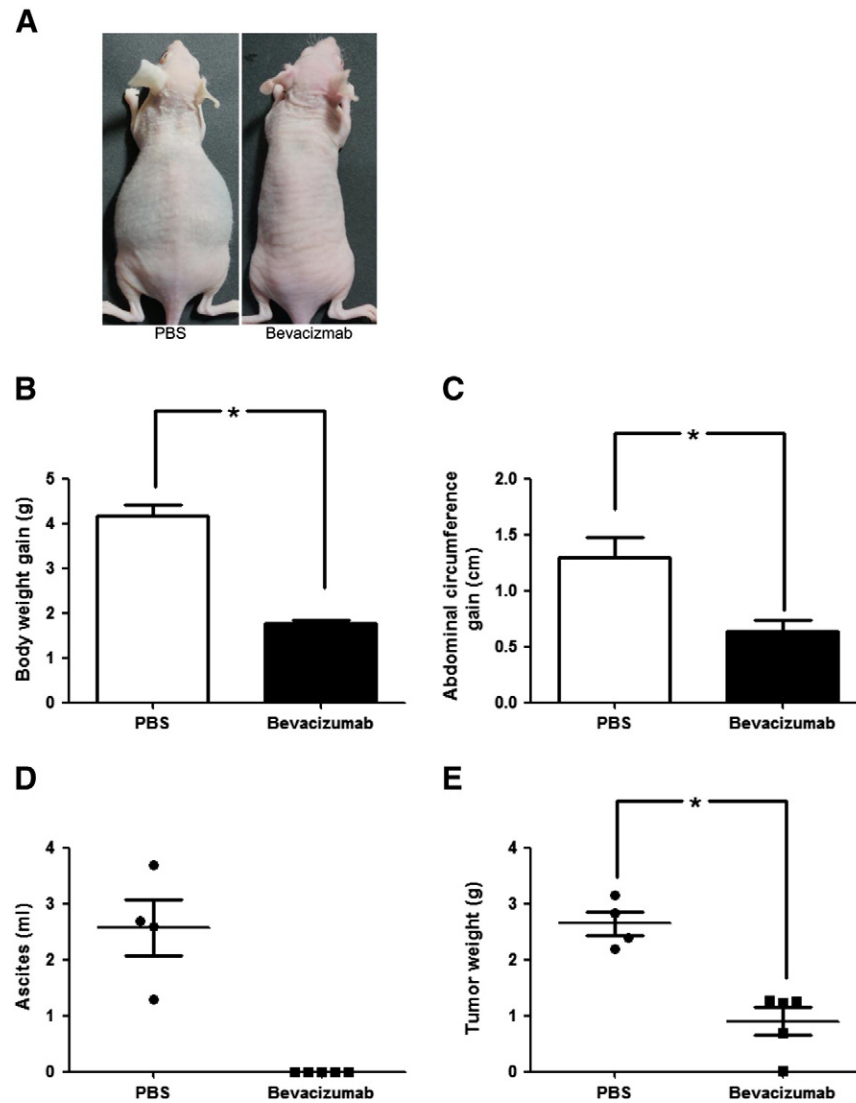 A
PBS Bevacizmab
B
*
Body weight gain (g)
5
4
3
2
1
0
PBS Bevacizumab
C
*
Abdominal circumference
gain (cm)
2.0
1.5
1.0
0.5
0.0
PBS Bevacizumab
D
Ascites (ml)
4
3
2
1
0
PBS Bevacizumab
E
*
Tumor weight (g)
4
3
2
1
0
PBS Bevacizumab